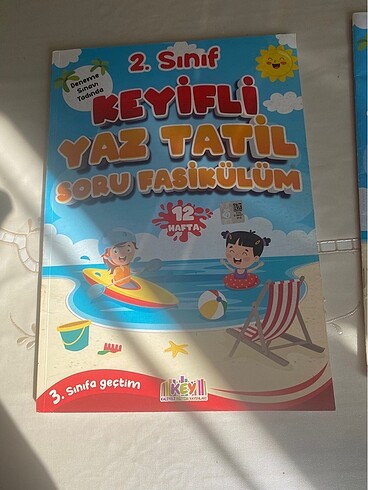 2. Sınıf
Deneme
Sınavı
Tadında
KEYİFLİ
YAZ TATİL
SORU FASİKÜLÜM
12
HAFTA
3. Sınıfa geçtim
KEY